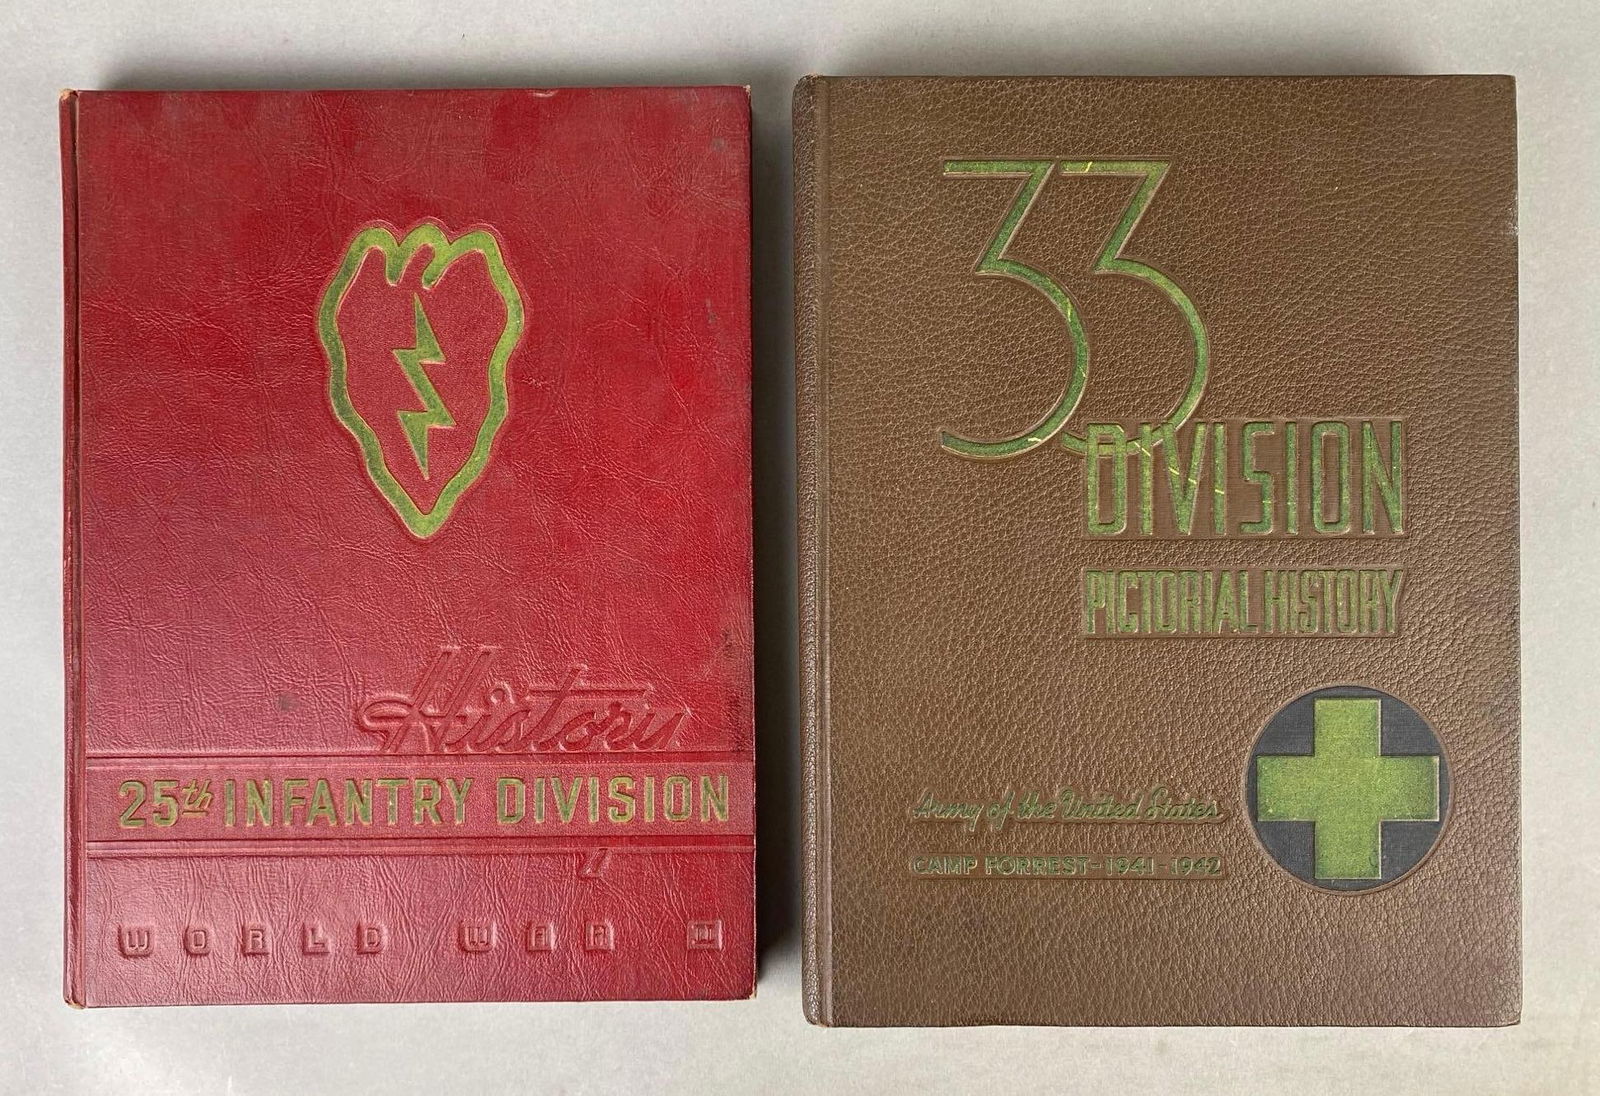 History
25th INFANTRY DIVISION
WORLD WAR II
33
DIVISION
PICTORIAL HISTORY
Army of the United States
CAMP FORREST-1941-1942